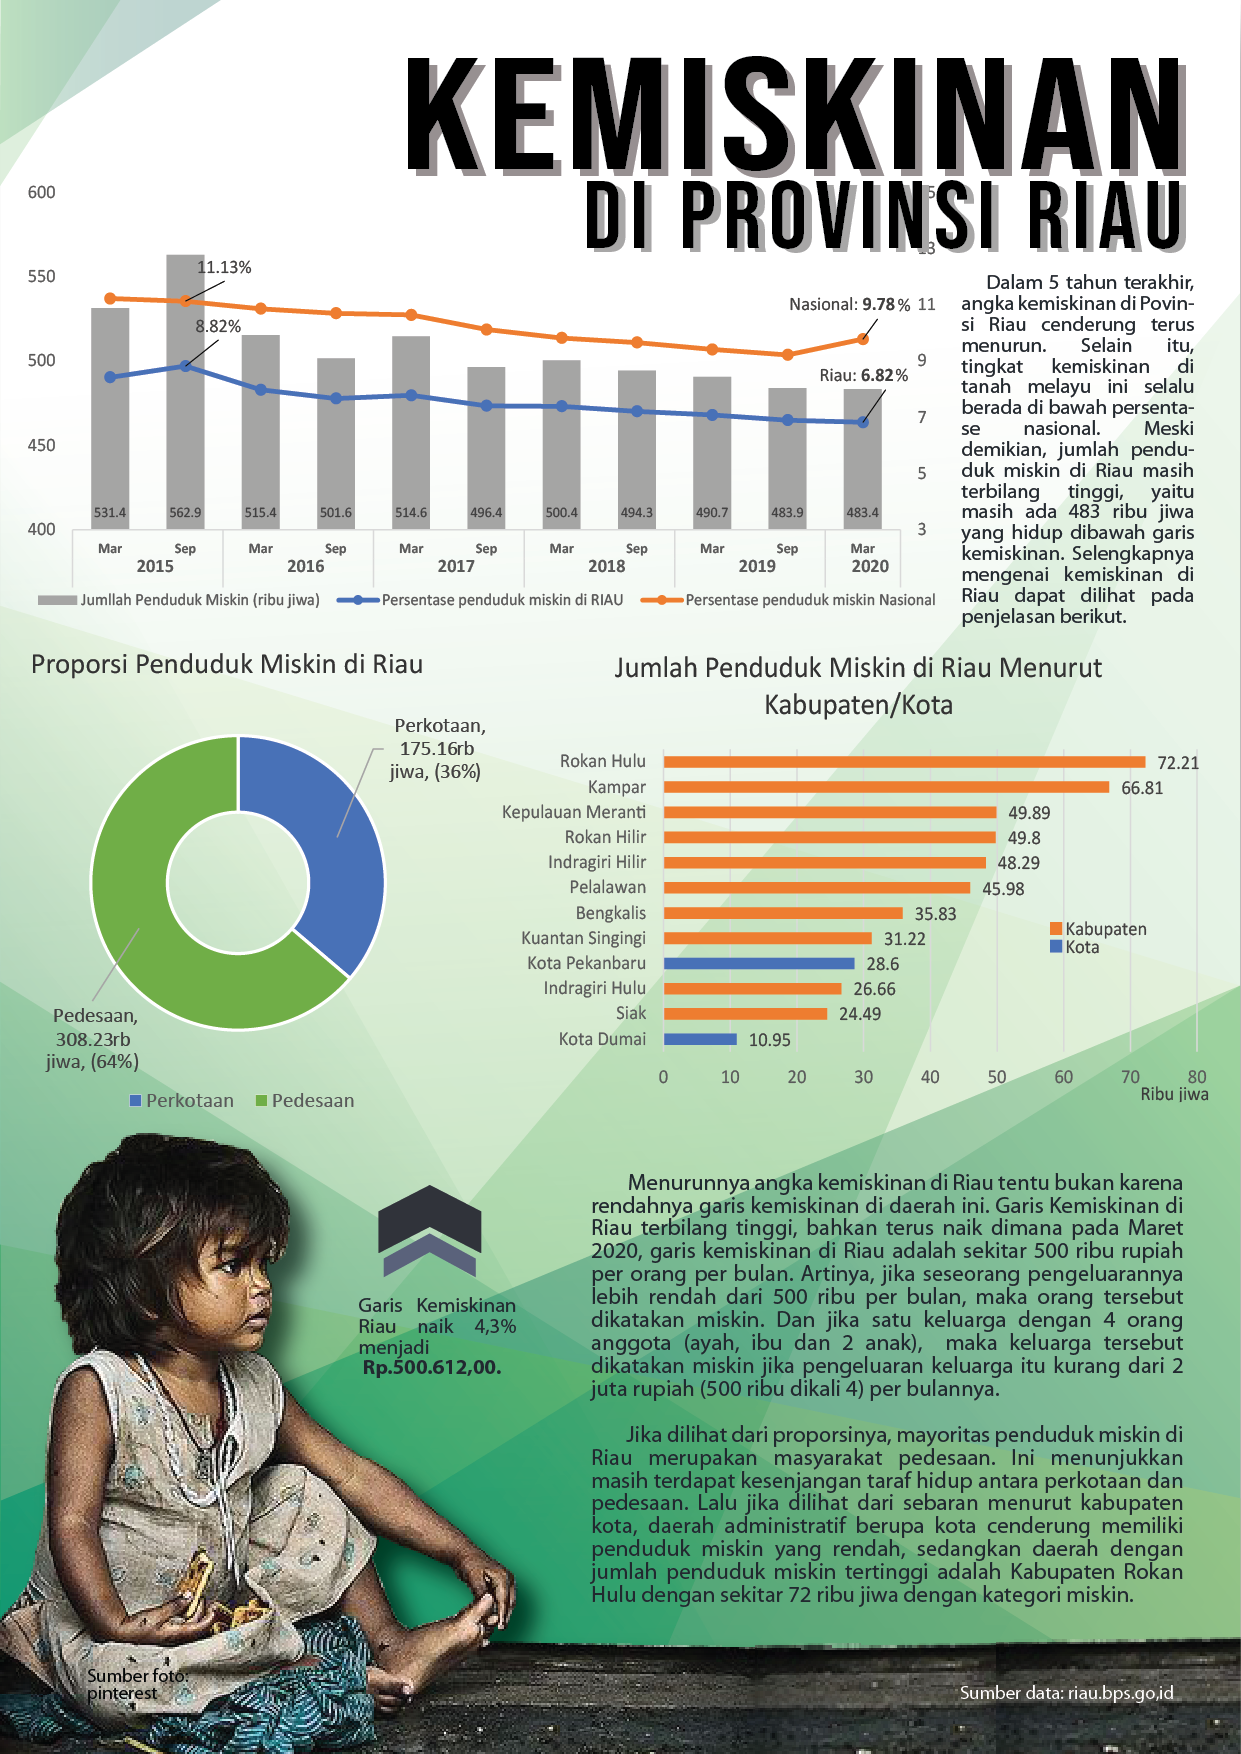 KEMISKINAN
DI PROVINSI RIAU
600
550
500
450
400
13
11
9
7
5
3
11.13%
8.82%
Nasional: 9.78%
Riau: 6.82%
531.4 562.9 515.4 501.6 514.6 496.4 500.4 494.3 490.7 483.9 483.4
Mar Sep Mar Sep Mar Sep Mar Sep Mar Sep Mar
2015 2016 2017 2018 2019 2020
Jumllah Penduduk Miskin (ribu jiwa) Persentase penduduk miskin di RIAU Persentase penduduk miskin Nasional
Dalam 5 tahun terakhir,
angka kemiskinan di Povin-
si Riau cenderung terus
menurun. Selain itu,
tingkat kemiskinan di
tanah melayu ini selalu
berada di bawah persenta-
se nasional. Meski
demikian, jumlah pendu-
duk miskin di Riau masih
terbilang tinggi, yaitu
masih ada 483 ribu jiwa
yang hidup dibawah garis
kemiskinan. Selengkapnya
mengenai kemiskinan di
Riau dapat dilihat pada
penjelasan berikut.
Proporsi Penduduk Miskin di Riau
Perkotaan,
175.16rb
jiwa, (36%)
Pedesaan,
308.23rb
jiwa, (64%)
Perkotaan Pedesaan
Jumlah Penduduk Miskin di Riau Menurut
Kabupaten/Kota
Rokan Hulu 72.21
Kampar 66.81
Kepulauan Meranti 49.89
Rokan Hilir 49.8
Indragiri Hilir 48.29
Pelalawan 45.98
Bengkalis 35.83
Kuantan Singingi 31.22
Kota Pekanbaru 28.6
Indragiri Hulu 26.66
Siak 24.49
Kota Dumai 10.95
Kabupaten
Kota
0 10 20 30 40 50 60 70 80
Ribu jiwa
Garis Kemiskinan
Riau naik 4,3%
menjadi
Rp.500.612,00.
Menurunnya angka kemiskinan di Riau tentu bukan karena
rendahnya garis kemiskinan di daerah ini. Garis Kemiskinan di
Riau terbilang tinggi, bahkan terus naik dimana pada Maret
2020, garis kemiskinan di Riau adalah sekitar 500 ribu rupiah
per orang per bulan. Artinya, jika seseorang pengeluarannya
lebih rendah dari 500 ribu per bulan, maka orang tersebut
dikatakan miskin. Dan jika satu keluarga dengan 4 orang
anggota (ayah, ibu dan 2 anak), maka keluarga tersebut
dikatakan miskin jika pengeluaran keluarga itu kurang dari 2
juta rupiah (500 ribu dikali 4) per bulannya.
Jika dilihat dari proporsinya, mayoritas penduduk miskin di
Riau merupakan masyarakat pedesaan. Ini menunjukkan
masih terdapat kesenjangan taraf hidup antara perkotaan dan
pedesaan. Lalu jika dilihat dari sebaran menurut kabupaten
kota, daerah administratif berupa kota cenderung memiliki
penduduk miskin yang rendah, sedangkan daerah dengan
jumlah penduduk miskin tertinggi adalah Kabupaten Rokan
Hulu dengan sekitar 72 ribu jiwa dengan kategori miskin.
Sumber foto:
pinterest
Sumber data: riau.bps.go,id